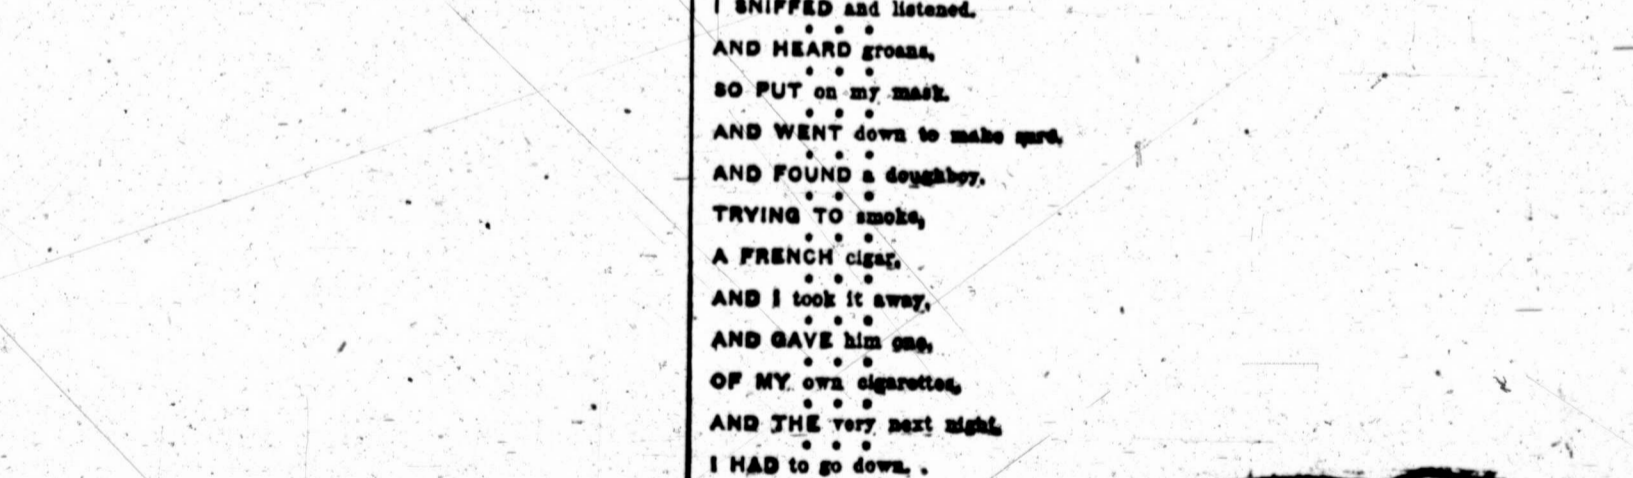 I SNIFFED and listened.
• • •
AND HEARD groans,
• • •
SO PUT on my mask.
• • •
AND WENT down to make sure.
• • •
AND FOUND a doughboy.
• • •
TRYING TO smoke,
• • •
A FRENCH cigar.
• • •
AND I took it away,
• • •
AND GAVE him one,
• • •
OF MY own cigarettes,
• • •
AND THE very next night,
• • •
I HAD to go down.